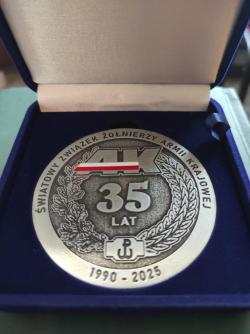 ŚWIATOWY ZWIĄZEK ŻOŁNIERZY ARMII KRAJOWEJ
AK
35
LAT
1990 - 2025